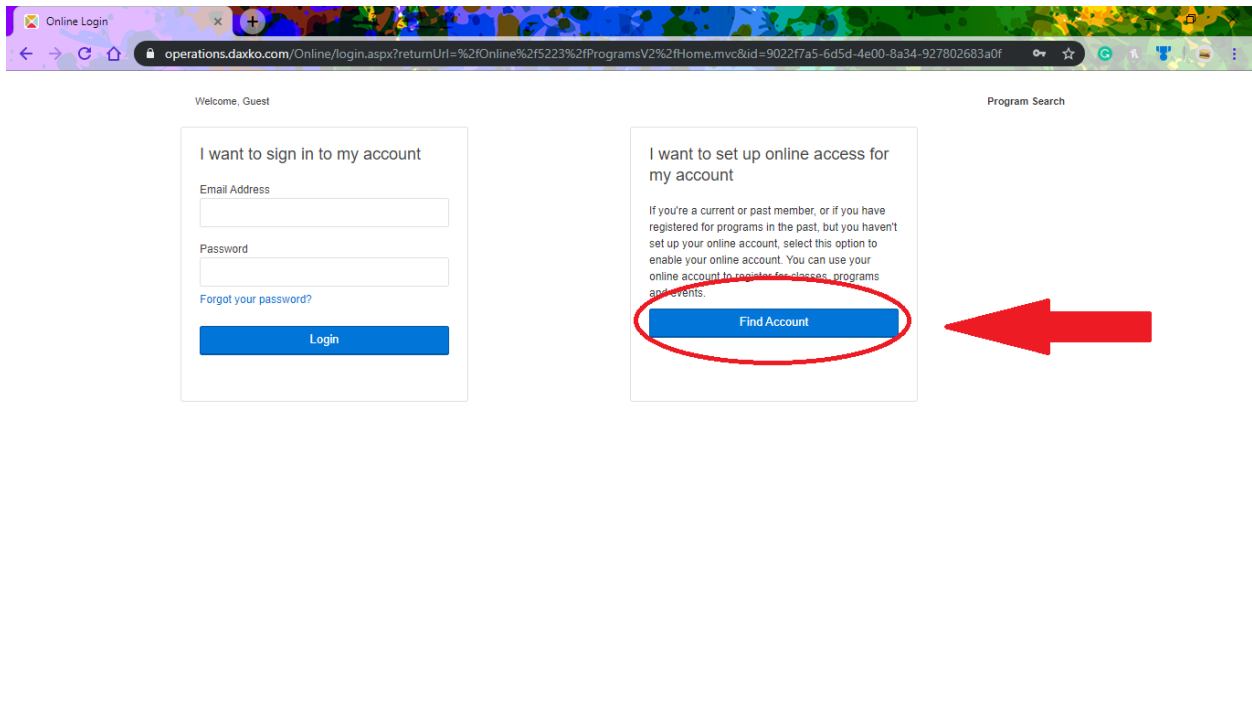 Online Login
operations.daxko.com/Online/login.aspx?returnUrl=%2fOnline%2f5223%2fProgramsV2%2fHome.mvc&id=9022f7a5-6d5d-4e00-8a34-927802683a0f
Welcome, Guest
Program Search
I want to sign in to my account
Email Address
Password
Forgot your password?
Login
I want to set up online access for
my account
If you're a current or past member, or if you have
registered for programs in the past, but you haven't
set up your online account, select this option to
enable your online account. You can use your
online account to register for classes, programs
and events.
Find Account